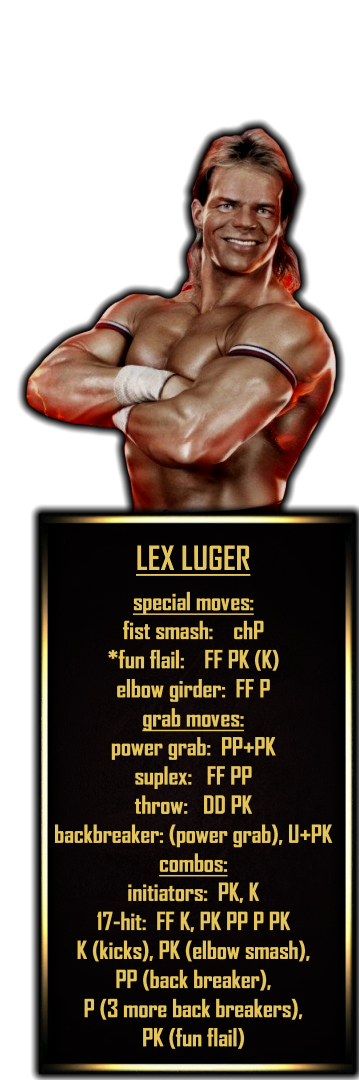 LEX LUGER
special moves:
fist smash: chP
*fun flail: FF PK (K)
elbow girder: FF P
grab moves:
power grab: PP+PK
suplex: FF PP
throw: DD PK
backbreaker: (power grab), U+PK
combos:
initiators: PK, K
17-hit: FF K, PK PP P PK
K (kicks), PK (elbow smash),
PP (back breaker),
P (3 more back breakers),
PK (fun flail)